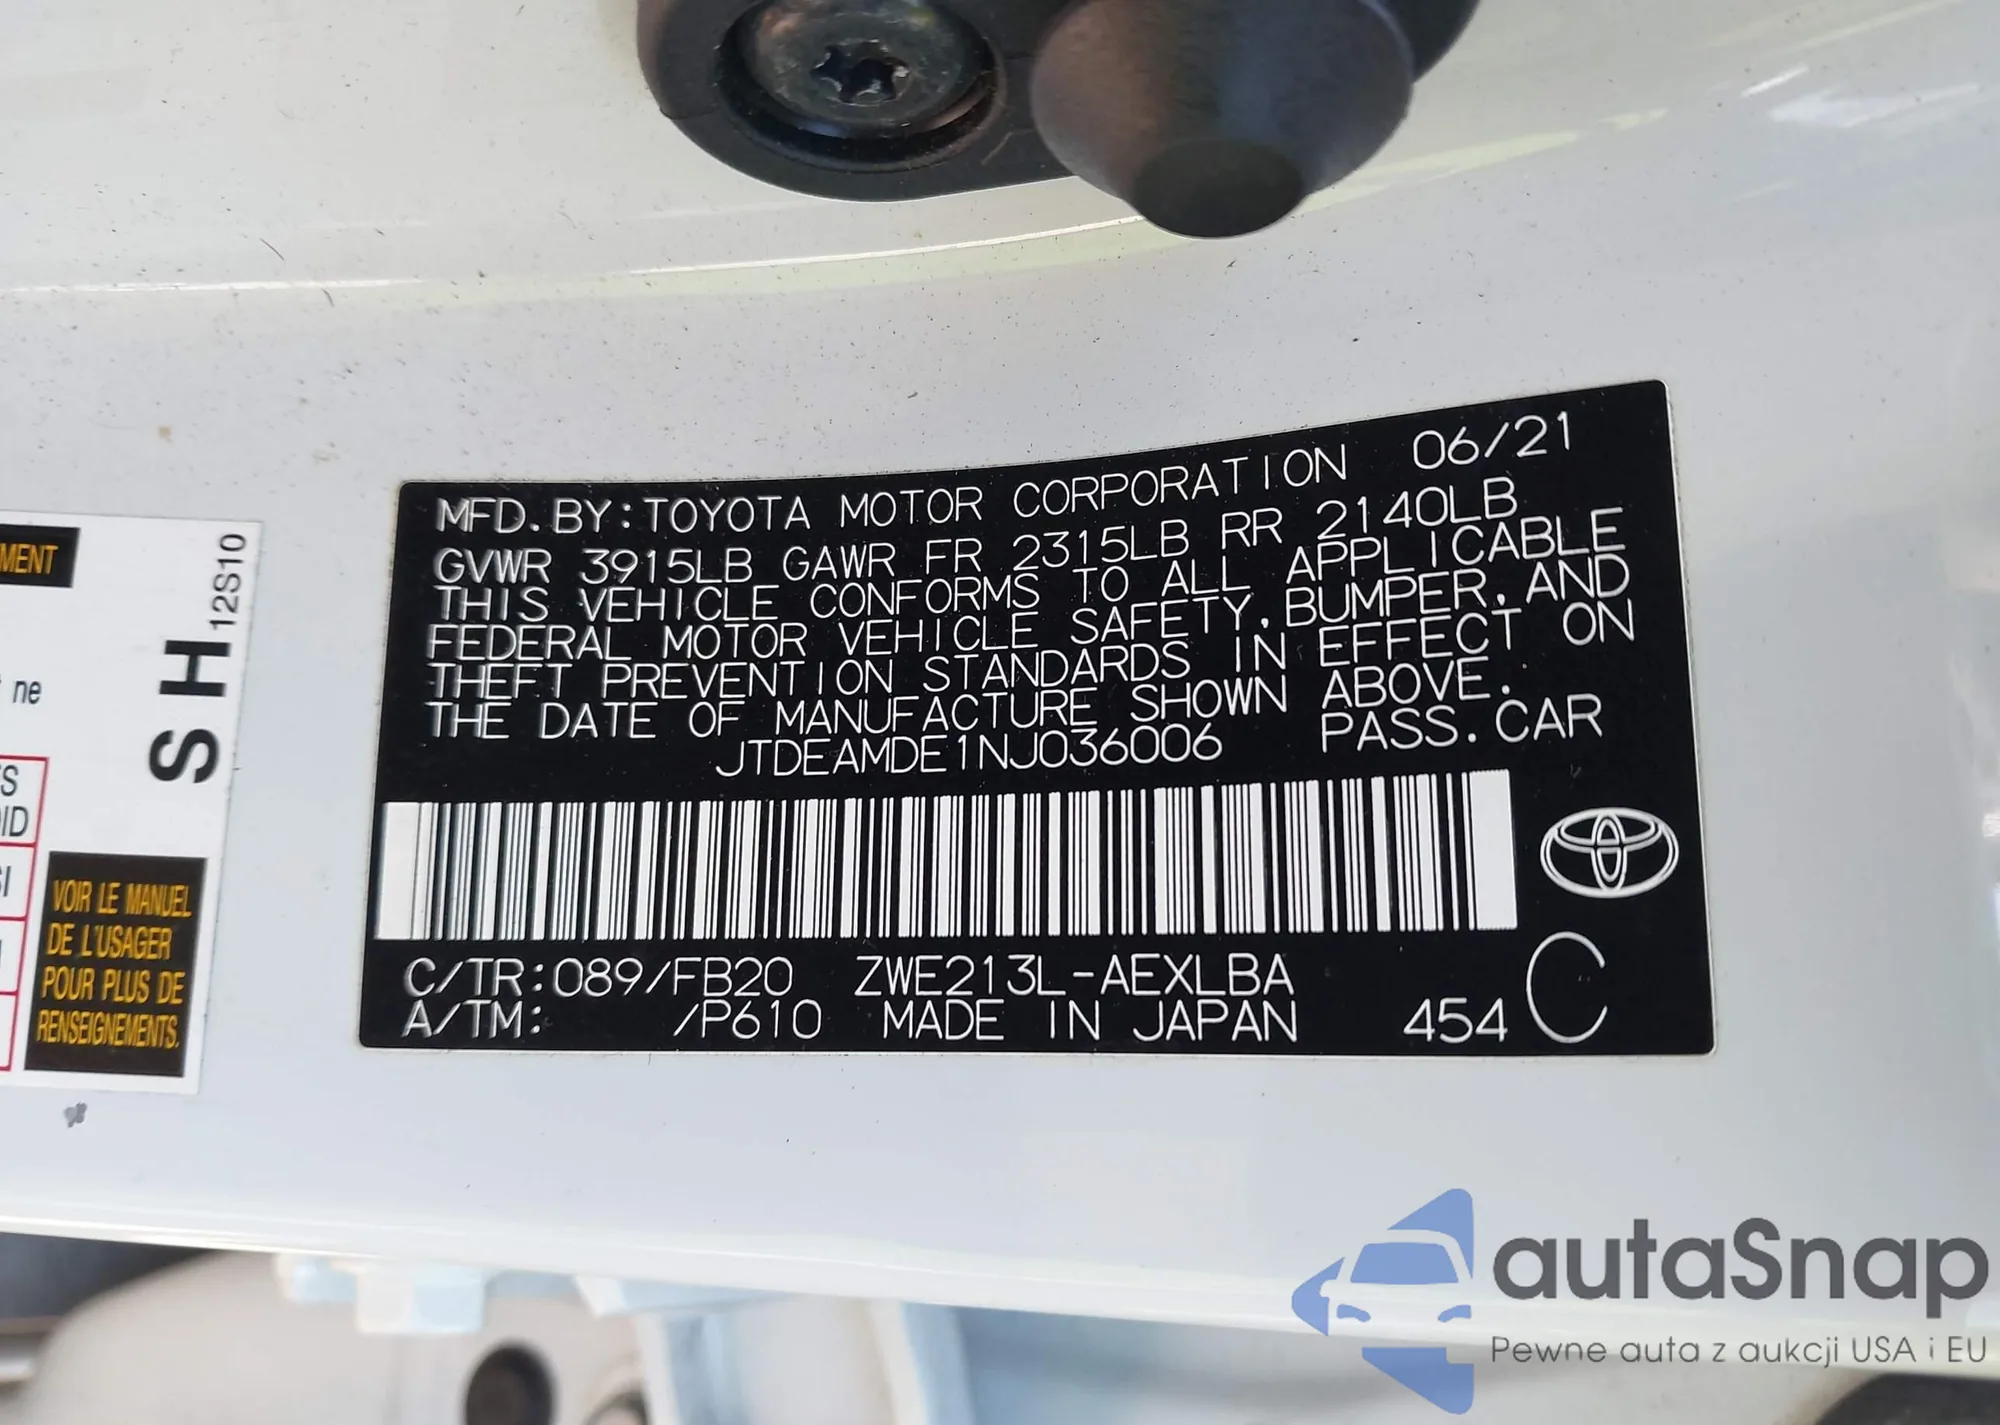 MFD. BY: TOYOTA MOTOR CORPORATION 06/21
GVWR 3915LB GAWR FR 2315LB RR 2140LB
THIS VEHICLE CONFORMS TO ALL APPLICABLE
FEDERAL MOTOR VEHICLE SAFETY, BUMPER, AND
THEFT PREVENTION STANDARDS IN EFFECT ON
THE DATE OF MANUFACTURE SHOWN ABOVE.
JTDEAMDE1NJ036006 PASS. CAR
C/TR: 089/FB20 ZWE213L-AEXLBA
A/TM: /P610 MADE IN JAPAN 454 C
MENT
ne
S H 12S10
VOIR LE MANUEL
DE L'USAGER
POUR PLUS DE
RENSEIGNEMENTS.
autaSnap
Pewne auta z aukcji USA i EU